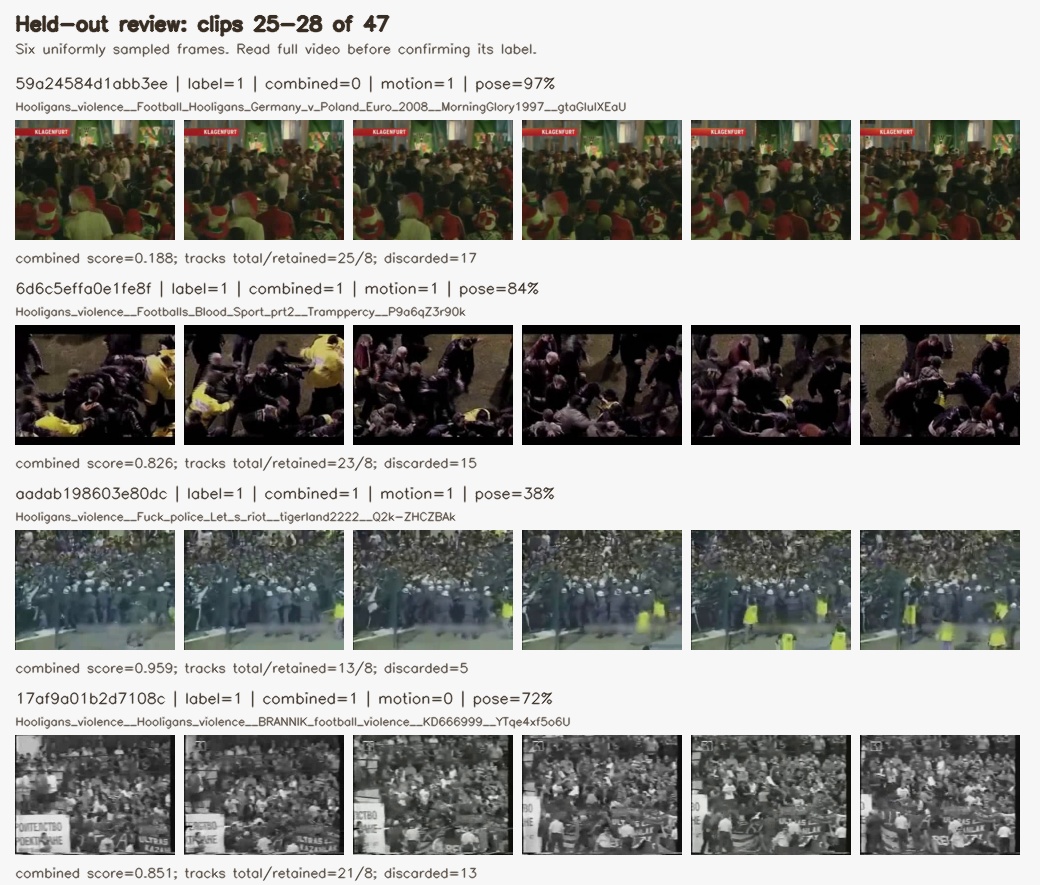 Held-out review: clips 25-28 of 47
Six uniformly sampled frames. Read full video before confirming its label.
59a24584d1abb3ee | label=1 | combined=0 | motion=1 | pose=97%
Hooligans_violence__Football_Hooligans_Germany_v_Poland_Euro_2008__MorningGlory1997__gtaGluIXEaU
KLAGENFURT KLAGENFURT KLAGENFURT KLAGENFURT KLAGENFURT KLAGENFURT
combined score=0.188; tracks total/retained=25/8; discarded=17
6d6c5effa0e1fe8f | label=1 | combined=1 | motion=1 | pose=84%
Hooligans_violence__Footballs_Blood_Sport_prt2__Tramppercy__P9a6qZ3r90k
combined score=0.826; tracks total/retained=23/8; discarded=15
aadab198603e80dc | label=1 | combined=1 | motion=1 | pose=38%
Hooligans_violence__Fuck_police_Let_s_riot__tigerland2222__Q2k-ZHCZBAk
combined score=0.959; tracks total/retained=13/8; discarded=5
17af9a01b2d7108c | label=1 | combined=1 | motion=0 | pose=72%
Hooligans_violence__Hooligans_violence__BRANNIK_football_violence__KD666999__YTqe4xf5o6U
ULTRAS
combined score=0.851; tracks total/retained=21/8; discarded=13